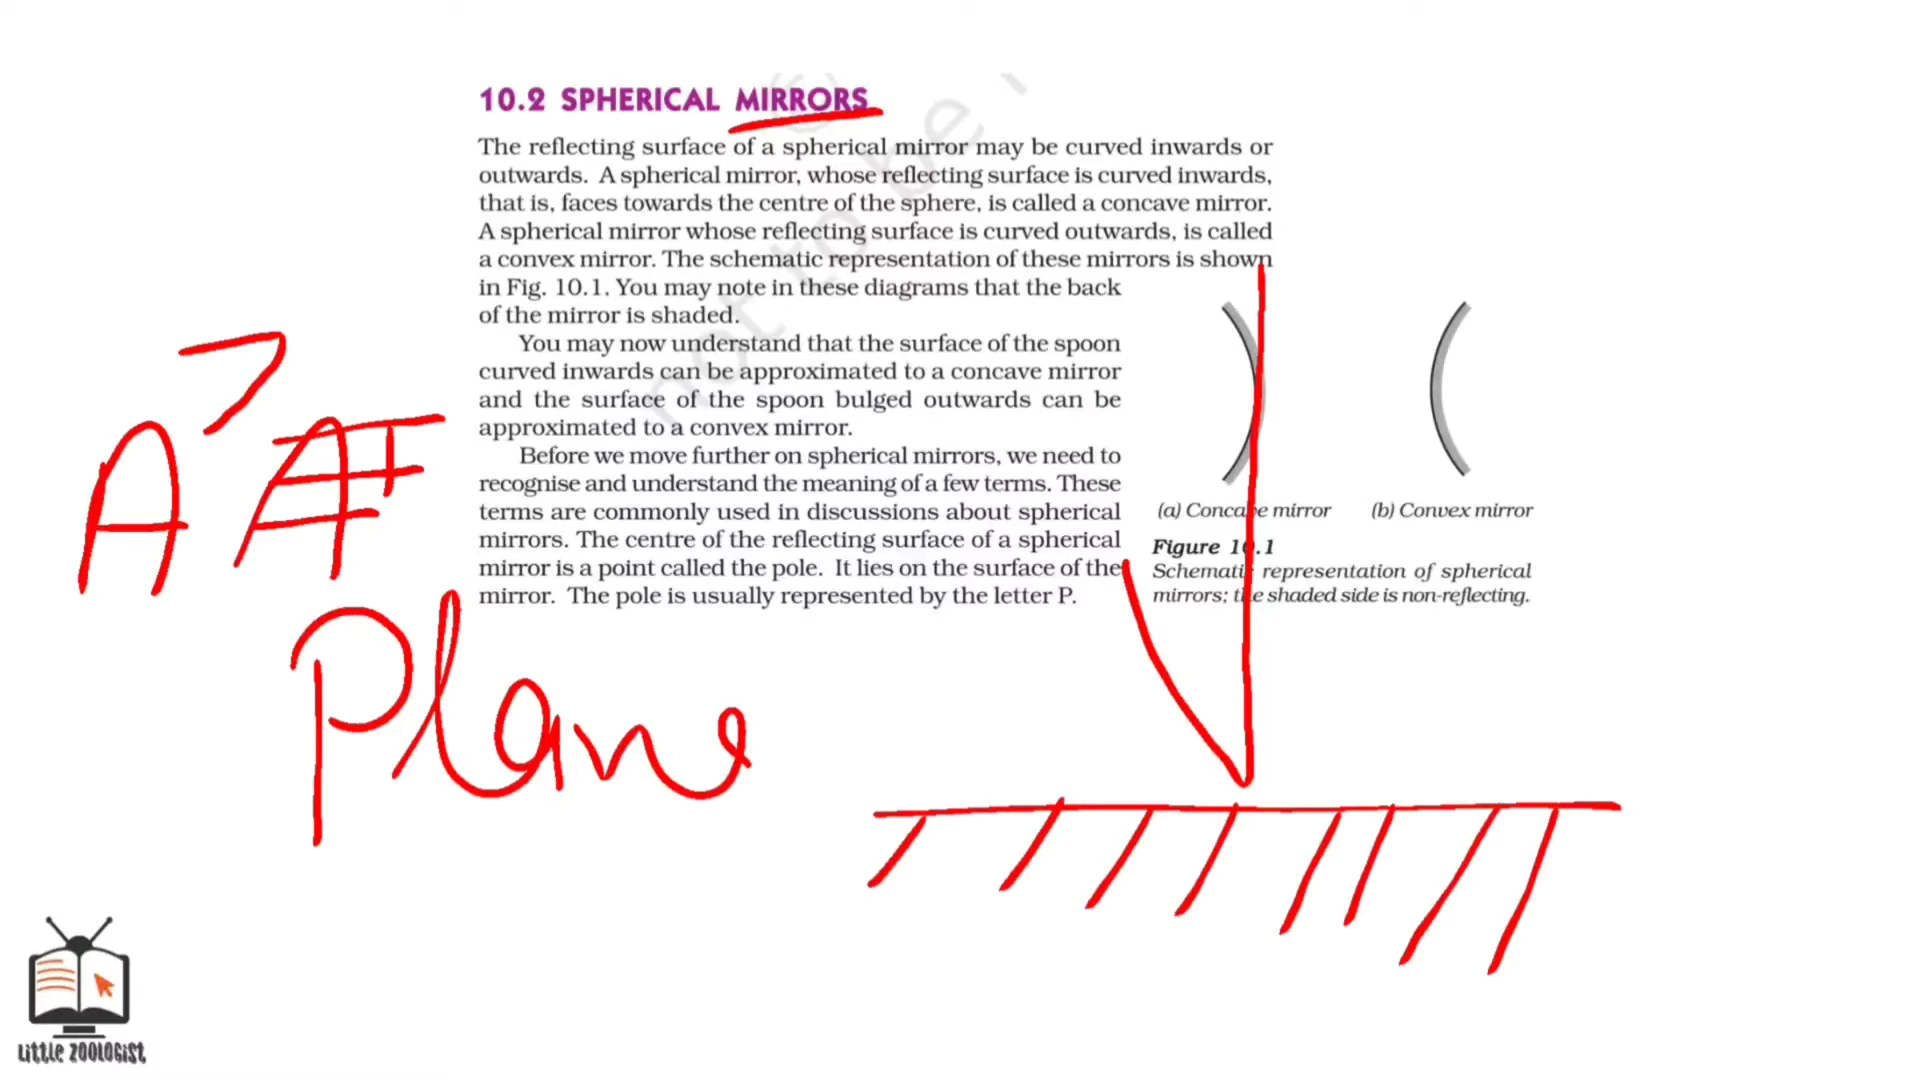 10.2 SPHERICAL MIRRORS
The reflecting surface of a spherical mirror may be curved inwards or
outwards. A spherical mirror, whose reflecting surface is curved inwards,
that is, faces towards the centre of the sphere, is called a concave mirror.
A spherical mirror whose reflecting surface is curved outwards, is called
a convex mirror. The schematic representation of these mirrors is shown
in Fig. 10.1. You may note in these diagrams that the back
of the mirror is shaded.
You may now understand that the surface of the spoon
curved inwards can be approximated to a concave mirror
and the surface of the spoon bulged outwards can be
approximated to a convex mirror.
Before we move further on spherical mirrors, we need to
recognise and understand the meaning of a few terms. These
terms are commonly used in discussions about spherical
mirrors. The centre of the reflecting surface of a spherical
mirror is a point called the pole. It lies on the surface of the
mirror. The pole is usually represented by the letter P.
(a) Concave mirror (b) Convex mirror
Figure 10.1
Schematic representation of spherical
mirrors; the shaded side is non-reflecting.
A A
Plane
not to be
LITTLE ZOOLOGIST